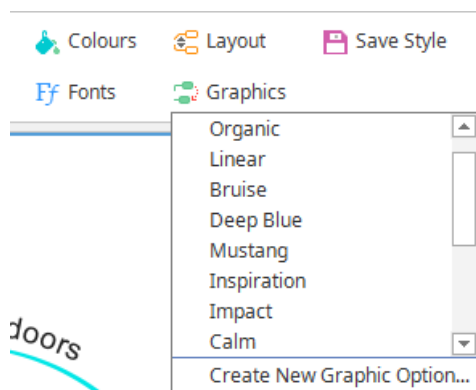 Colours Layout Save Style
Ff Fonts Graphics
Organic
Linear
Bruise
Deep Blue
Mustang
Inspiration
Impact
Calm
Create New Graphic Option...